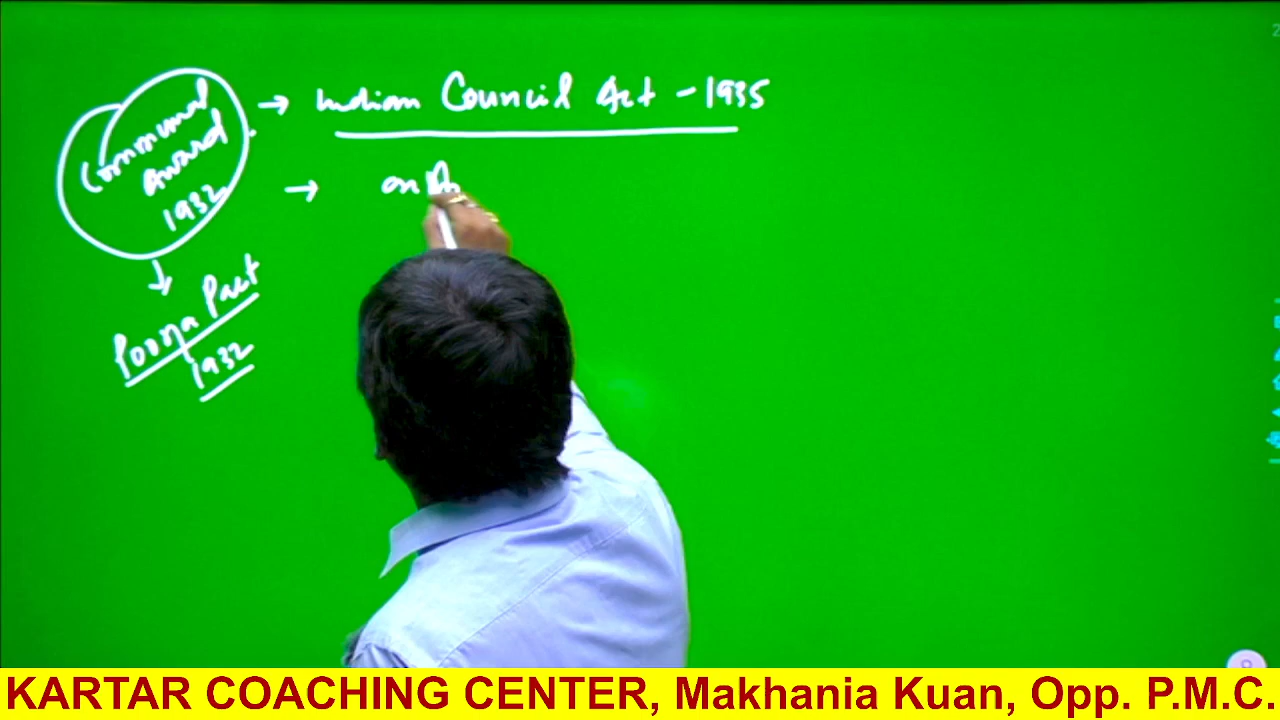 Communal
Award
1932
→ Indian Council Act - 1935
→
↓
Poona Pact
1932
KARTAR COACHING CENTER, Makhania Kuan, Opp. P.M.C.